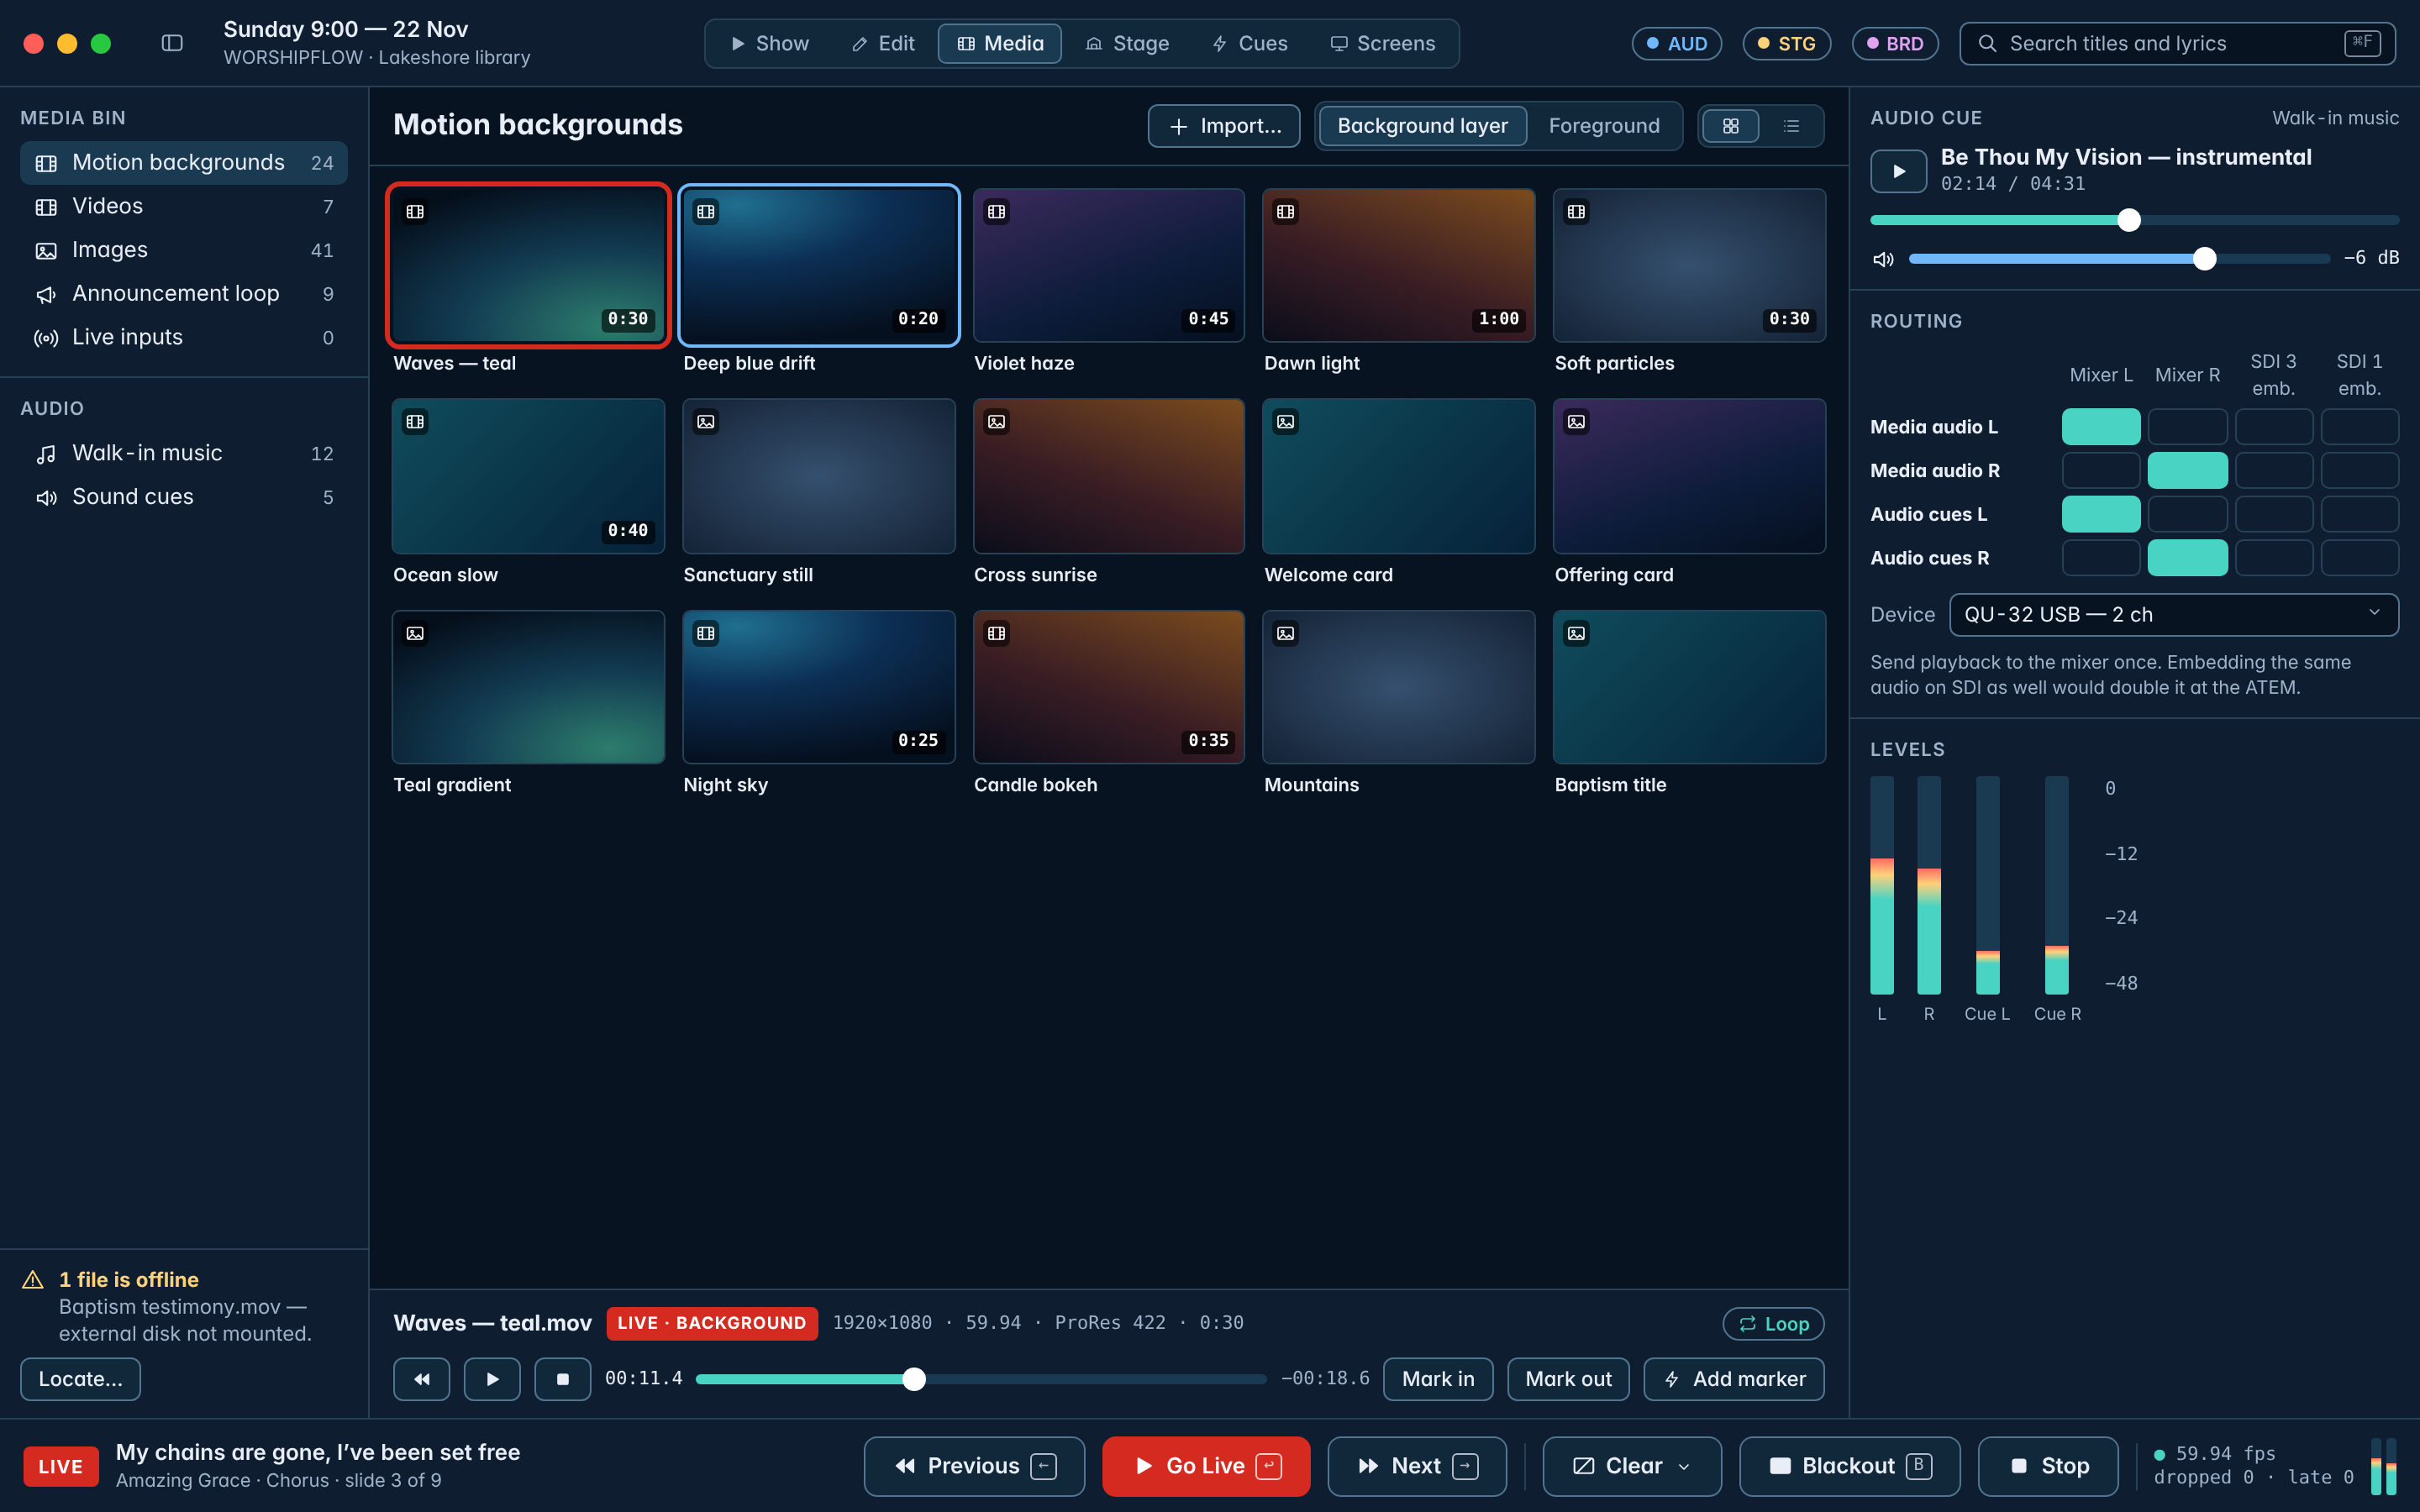 Sunday 9:00 — 22 Nov
WORSHIPFLOW · Lakeshore library
Show
Edit
Media
Stage
Cues
Screens
AUD
STG
BRD
Search titles and lyrics
⌘F
MEDIA BIN
Motion backgrounds 24
Videos 7
Images 41
Announcement loop 9
Live inputs 0
AUDIO
Walk-in music 12
Sound cues 5
1 file is offline
Baptism testimony.mov —
external disk not mounted.
Locate...
Motion backgrounds
Import...
Background layer
Foreground
0:30
0:20
0:45
1:00
0:30
Waves — teal
Deep blue drift
Violet haze
Dawn light
Soft particles
0:40
Ocean slow
Sanctuary still
Cross sunrise
Welcome card
Offering card
0:25
0:35
Teal gradient
Night sky
Candle bokeh
Mountains
Baptism title
Waves — teal.mov
LIVE · BACKGROUND
1920×1080 · 59.94 · ProRes 422 · 0:30
Loop
00:11.4
−00:18.6
Mark in
Mark out
Add marker
AUDIO CUE
Walk-in music
Be Thou My Vision — instrumental
02:14 / 04:31
−6 dB
ROUTING
Mixer L
Mixer R
SDI 3
emb.
SDI 1
emb.
Media audio L
Media audio R
Audio cues L
Audio cues R
Device
QU-32 USB — 2 ch
Send playback to the mixer once. Embedding the same
audio on SDI as well would double it at the ATEM.
LEVELS
0
−12
−24
−48
L
R
Cue L
Cue R
LIVE
My chains are gone, I’ve been set free
Amazing Grace · Chorus · slide 3 of 9
Previous ←
Go Live ↩
Next →
Clear
Blackout B
Stop
59.94 fps
dropped 0 · late 0